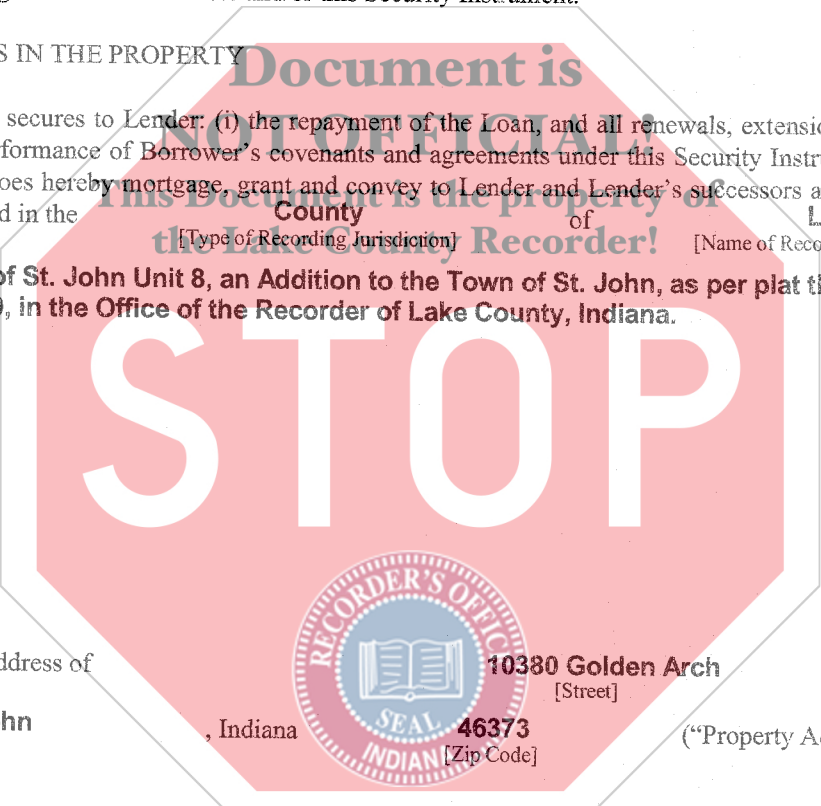 this Security Instrument.
S IN THE PROPERTY
Document is
secures to Lender: (i) the repayment of the Loan, and all renewals, extensio
NOT OFFICIAL!
formance of Borrower's covenants and agreements under this Security Instr
oes hereby mortgage, grant and convey to Lender and Lender's successors a
This Document is the property of
d in the County of L
the Lake County Recorder!
[Type of Recording Jurisdiction] [Name of Reco
of St. John Unit 8, an Addition to the Town of St. John, as per plat t
, in the Office of the Recorder of Lake County, Indiana.
STOP
RECORDER'S OFFIC
SEAL
INDIANA
ddress of 10380 Golden Arch
[Street]
hn , Indiana 46373 ("Property A
[Zip Code]